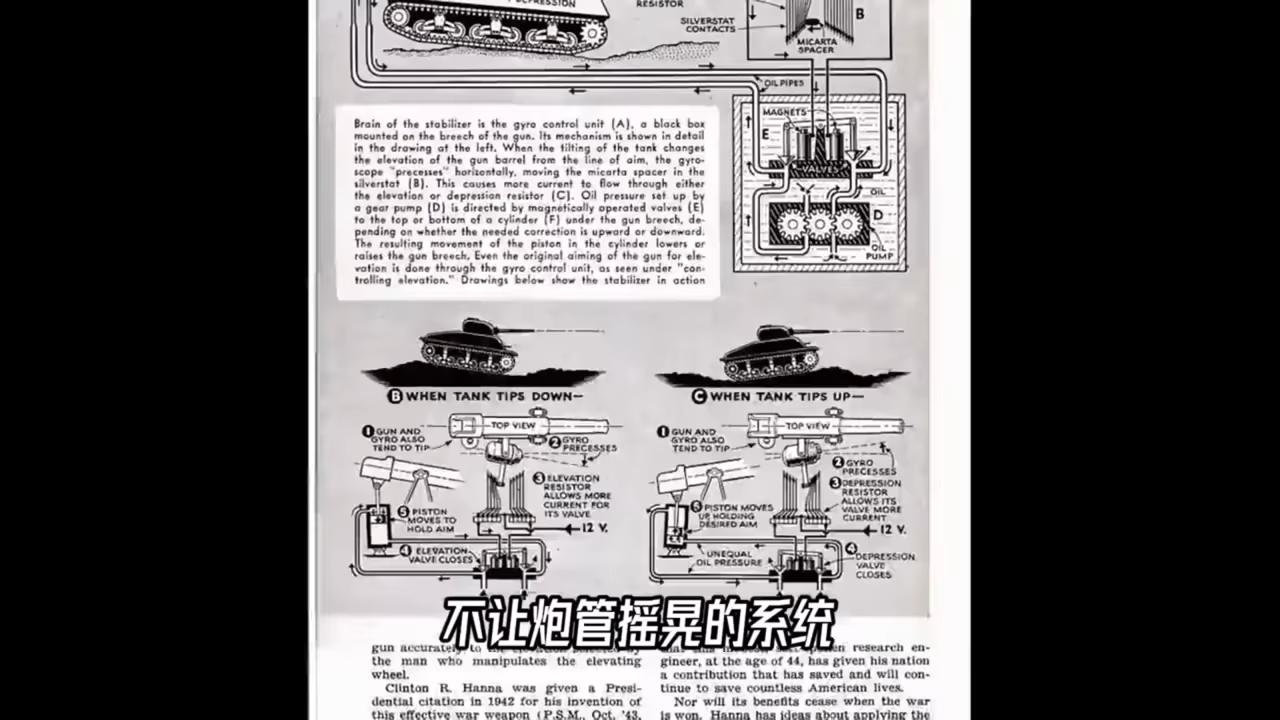 DEPRESSION
RESISTOR
SILVERSTAT
CONTACTS
B
MICARTA
SPACER
OIL PIPES
MAGNETS
E
VALVES
OIL
D
OIL
PUMP
Brain of the stabilizer is the gyro control unit (A), a black box
mounted on the breech of the gun. Its mechanism is shown in detail
in the drawing at the left. When the tilting of the tank changes
the elevation of the gun barrel from the line of aim, the gyro-
scope "precesses" horizontally, moving the micarta spacer in the
silverstat (B). This causes more current to flow through either
the elevation or depression resistor (C). Oil pressure set up by
a gear pump (D) is directed by magnetically operated valves (E)
to the top or bottom of a cylinder (F) under the gun breech, de-
pending on whether the needed correction is upward or downward.
The resulting movement of the piston in the cylinder lowers or
raises the gun breech. Even the original aiming of the gun for ele-
vation is done through the gyro control unit, as seen under "con-
trolling elevation." Drawings below show the stabilizer in action
B WHEN TANK TIPS DOWN—
1 GUN AND
GYRO ALSO
TEND TO TIP
TOP VIEW
2 GYRO
PRECESSES
3 ELEVATION
RESISTOR
ALLOWS MORE
CURRENT FOR
ITS VALVE
5 PISTON
MOVES TO
HOLD AIM
12 V.
4 ELEVATION
VALVE CLOSES
C WHEN TANK TIPS UP—
1 GUN AND
GYRO ALSO
TEND TO TIP
TOP VIEW
2 GYRO
PRECESSES
3 DEPRESSION
RESISTOR
ALLOWS ITS
VALVE MORE
CURRENT
PISTON MOVES
UP HOLDING
DESIRED AIM
12 V.
UNEQUAL
OIL PRESSURE
4 DEPRESSION
VALVE
CLOSES
不让炮管摇晃的系统
gun accurately to the elevation selected by
the man who manipulates the elevating
wheel.
Clinton R. Hanna was given a Presi-
dential citation in 1942 for his invention of
this effective war weapon (P.S.M., Oct. '43,
research en-
gineer, at the age of 44, has given his nation
a contribution that has saved and will con-
tinue to save countless American lives.
Nor will its benefits cease when the war
is won. Hanna has ideas about applying the